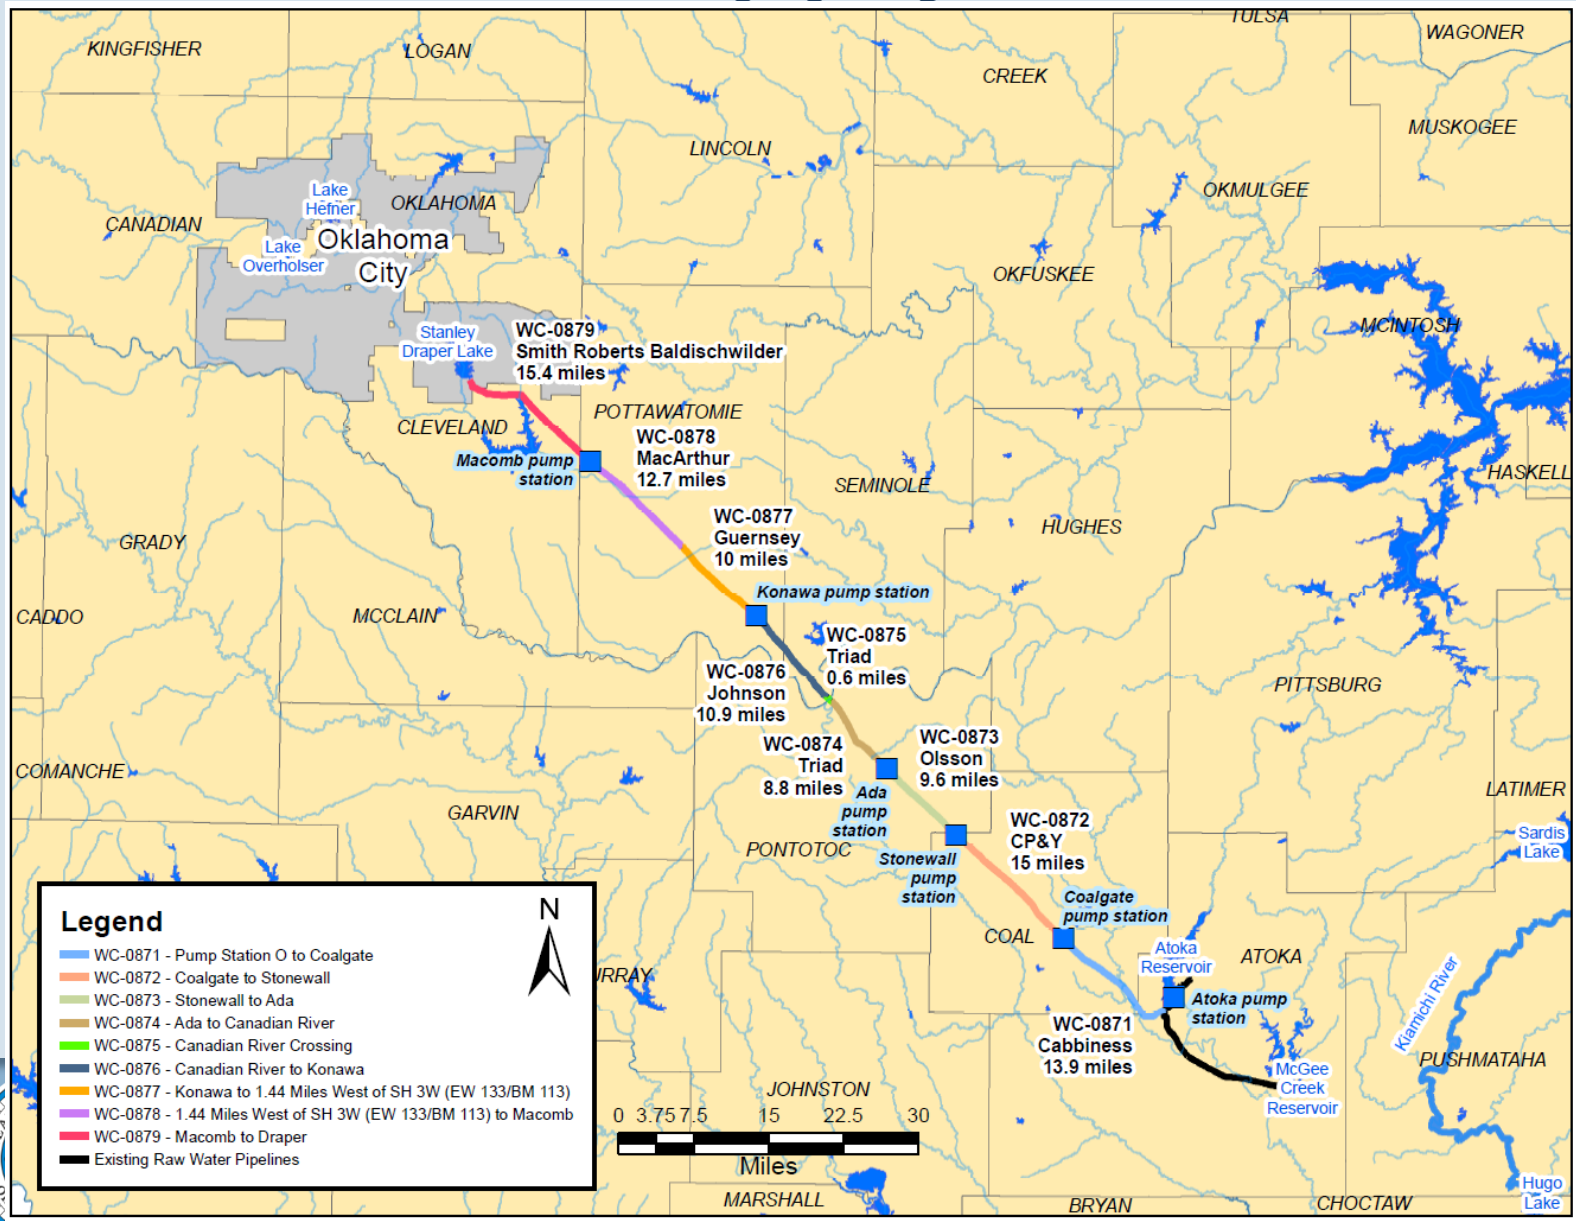 TULSA
WAGONER
KINGFISHER
LOGAN
CREEK
MUSKOGEE
LINCOLN
OKMULGEE
Lake
Hefner
OKLAHOMA
CANADIAN
Oklahoma
City
Lake
Overholser
OKFUSKEE
MCINTOSH
Stanley
Draper Lake
WC-0879
Smith Roberts Baldischwilder
15.4 miles
POTTAWATOMIE
CLEVELAND
WC-0878
MacArthur
12.7 miles
Macomb pump
station
HASKELL
SEMINOLE
HUGHES
WC-0877
Guernsey
10 miles
GRADY
Konawa pump station
CADDO
MCCLAIN
WC-0875
Triad
0.6 miles
WC-0876
Johnson
10.9 miles
PITTSBURG
WC-0874
Triad
8.8 miles
WC-0873
Olsson
9.6 miles
COMANCHE
LATIMER
GARVIN
Ada
pump
station
WC-0872
CP&Y
15 miles
Sardis
Lake
PONTOTOC
Stonewall
pump
station
Coalgate
pump station
COAL
Atoka
Reservoir
ATOKA
URRAY
Atoka pump
station
Kiamichi River
WC-0871
Cabbiness
13.9 miles
PUSHMATAHA
McGee
Creek
Reservoir
JOHNSTON
Legend
N
WC-0871 - Pump Station O to Coalgate
WC-0872 - Coalgate to Stonewall
WC-0873 - Stonewall to Ada
WC-0874 - Ada to Canadian River
WC-0875 - Canadian River Crossing
WC-0876 - Canadian River to Konawa
WC-0877 - Konawa to 1.44 Miles West of SH 3W (EW 133/BM 113)
WC-0878 - 1.44 Miles West of SH 3W (EW 133/BM 113) to Macomb
WC-0879 - Macomb to Draper
Existing Raw Water Pipelines
0 3.75 7.5 15 22.5 30
Miles
MARSHALL
BRYAN
CHOCTAW
Hugo
Lake